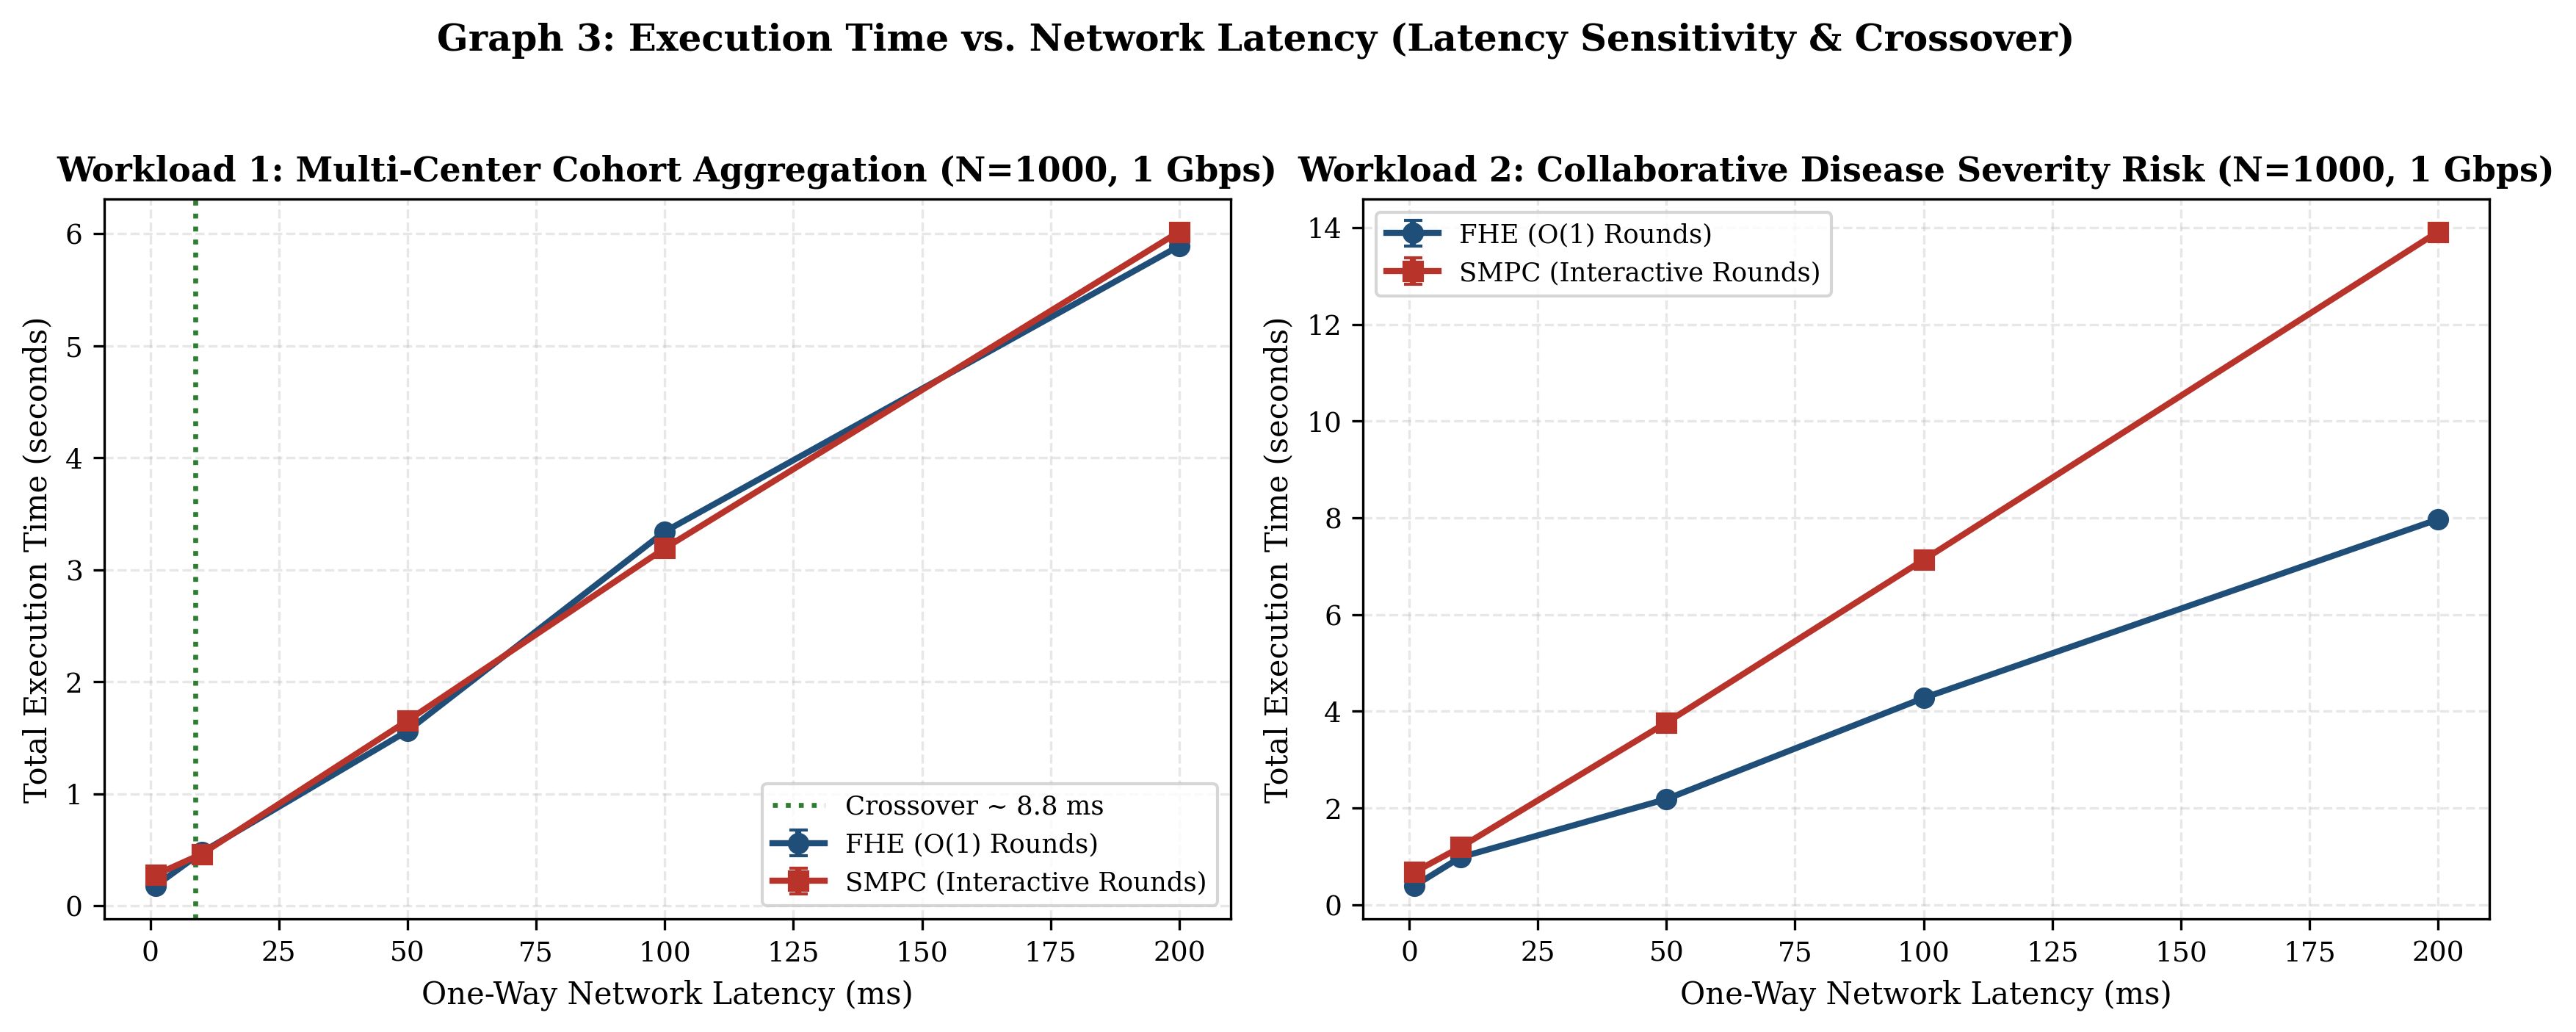 Graph 3: Execution Time vs. Network Latency (Latency Sensitivity & Crossover)
Workload 1: Multi-Center Cohort Aggregation (N=1000, 1 Gbps)
Total Execution Time (seconds)
6
5
4
3
2
1
0
Crossover ~ 8.8 ms
FHE (O(1) Rounds)
SMPC (Interactive Rounds)
0 25 50 75 100 125 150 175 200
One-Way Network Latency (ms)
Workload 2: Collaborative Disease Severity Risk (N=1000, 1 Gbps)
Total Execution Time (seconds)
14
12
10
8
6
4
2
0
FHE (O(1) Rounds)
SMPC (Interactive Rounds)
0 25 50 75 100 125 150 175 200
One-Way Network Latency (ms)